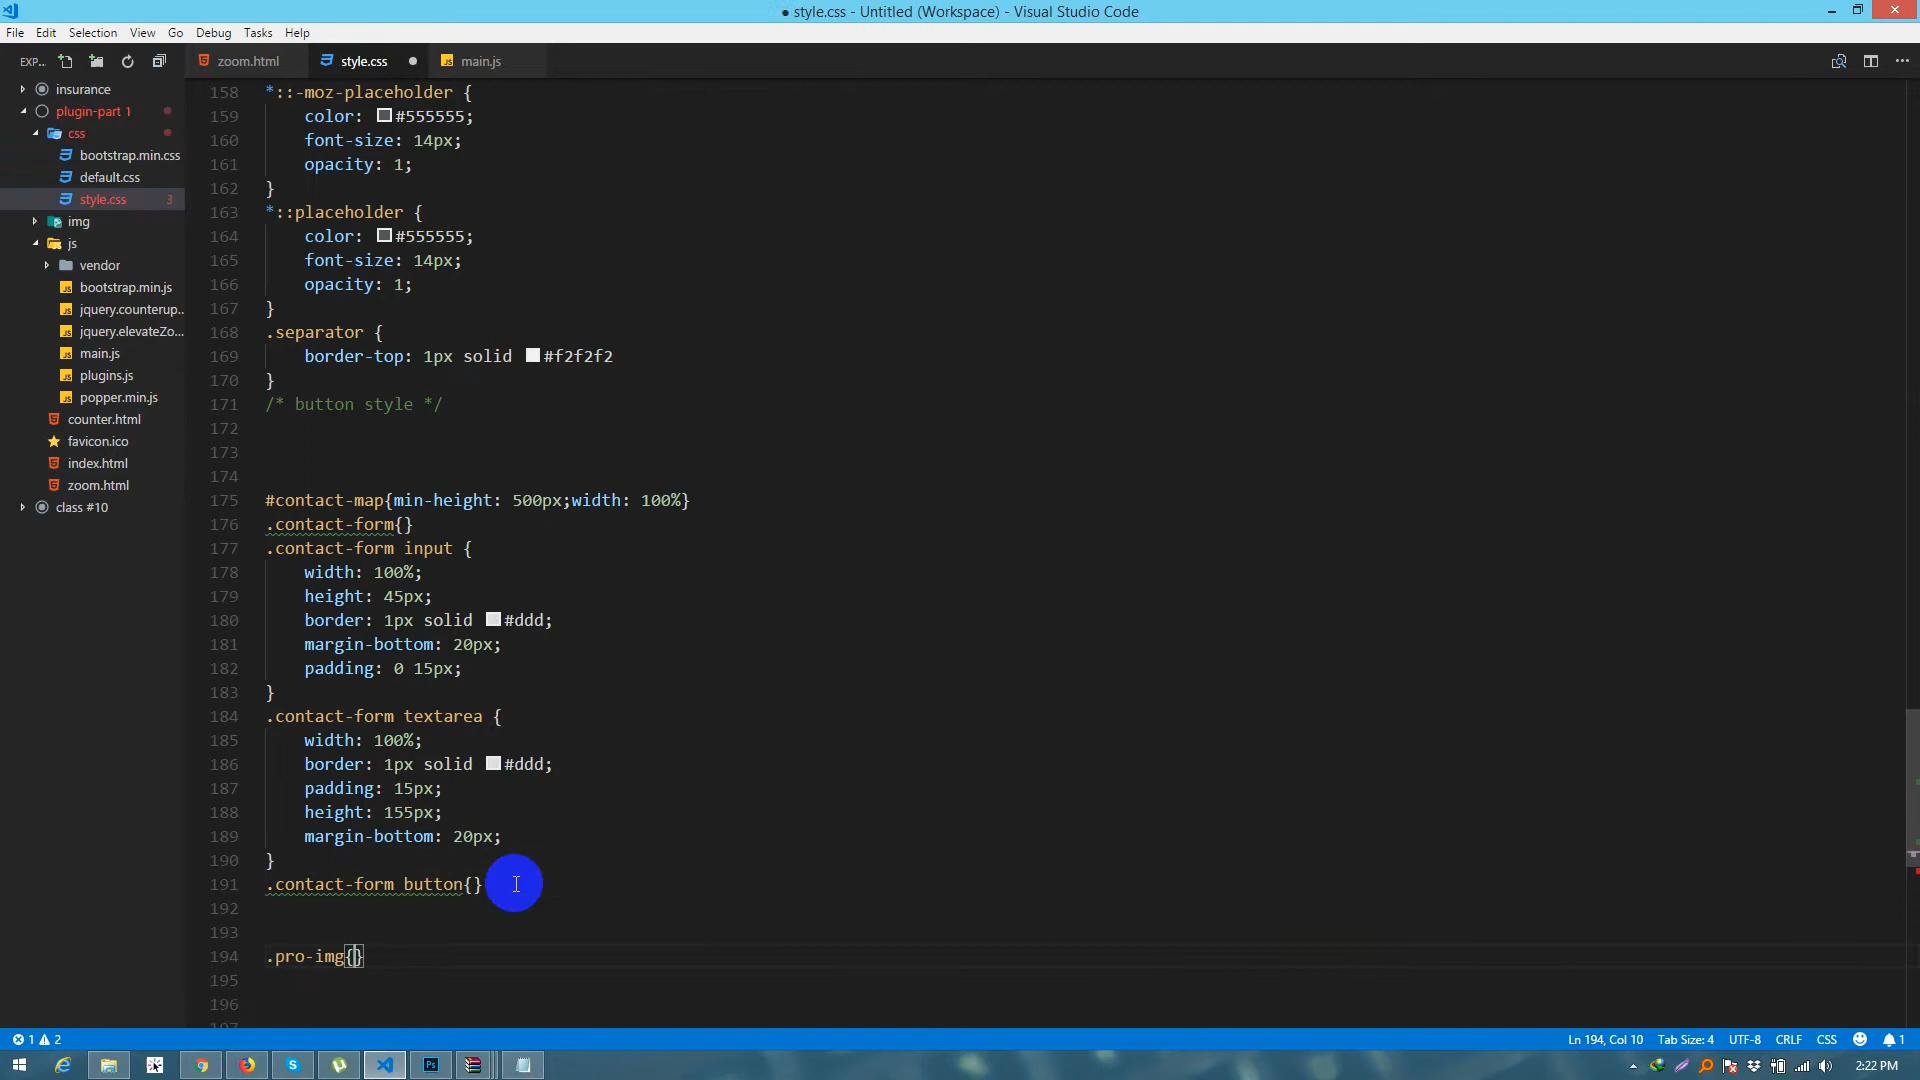 ● style.css - Untitled (Workspace) - Visual Studio Code
File Edit Selection View Go Debug Tasks Help
EXP...
zoom.html style.css main.js
insurance
plugin-part 1
css
bootstrap.min.css
default.css
style.css 3
img
js
vendor
bootstrap.min.js
jquery.counterup...
jquery.elevateZo...
main.js
plugins.js
popper.min.js
counter.html
favicon.ico
index.html
zoom.html
class #10
158 *::-moz-placeholder {
159 color: #555555;
160 font-size: 14px;
161 opacity: 1;
162 }
163 *::placeholder {
164 color: #555555;
165 font-size: 14px;
166 opacity: 1;
167 }
168 .separator {
169 border-top: 1px solid #f2f2f2
170 }
171 /* button style */
172
173
174
175 #contact-map{min-height: 500px;width: 100%}
176 .contact-form{}
177 .contact-form input {
178 width: 100%;
179 height: 45px;
180 border: 1px solid #ddd;
181 margin-bottom: 20px;
182 padding: 0 15px;
183 }
184 .contact-form textarea {
185 width: 100%;
186 border: 1px solid #ddd;
187 padding: 15px;
188 height: 155px;
189 margin-bottom: 20px;
190 }
191 .contact-form button{}
192
193
194 .pro-img{}
195
196
197
1 2 Ln 194, Col 10 Tab Size: 4 UTF-8 CRLF CSS 1
Ps
2:22 PM